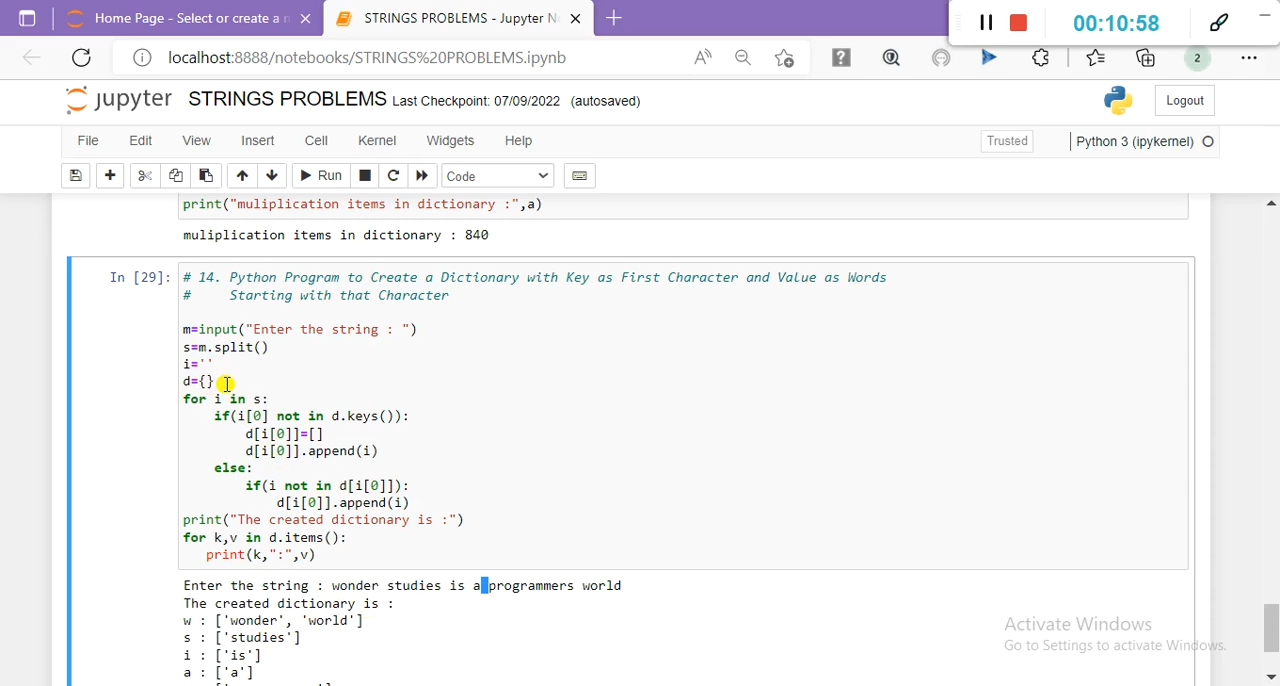 Home Page - Select or create a n
STRINGS PROBLEMS - Jupyter N
00:10:58
localhost:8888/notebooks/STRINGS%20PROBLEMS.ipynb
2
jupyter STRINGS PROBLEMS Last Checkpoint: 07/09/2022 (autosaved)
Logout
File Edit View Insert Cell Kernel Widgets Help
Trusted
Python 3 (ipykernel)
Run
Code
print("muliplication items in dictionary :",a)
muliplication items in dictionary : 840
In [29]:
# 14. Python Program to Create a Dictionary with Key as First Character and Value as Words
# Starting with that Character
m=input("Enter the string : ")
s=m.split()
i=''
d={}
for i in s:
if(i[0] not in d.keys()):
d[i[0]]=[]
d[i[0]].append(i)
else:
if(i not in d[i[0]]):
d[i[0]].append(i)
print("The created dictionary is :")
for k,v in d.items():
print(k,":",v)
Enter the string : wonder studies is a programmers world
The created dictionary is :
w : ['wonder', 'world']
s : ['studies']
i : ['is']
a : ['a']
Activate Windows
Go to Settings to activate Windows.